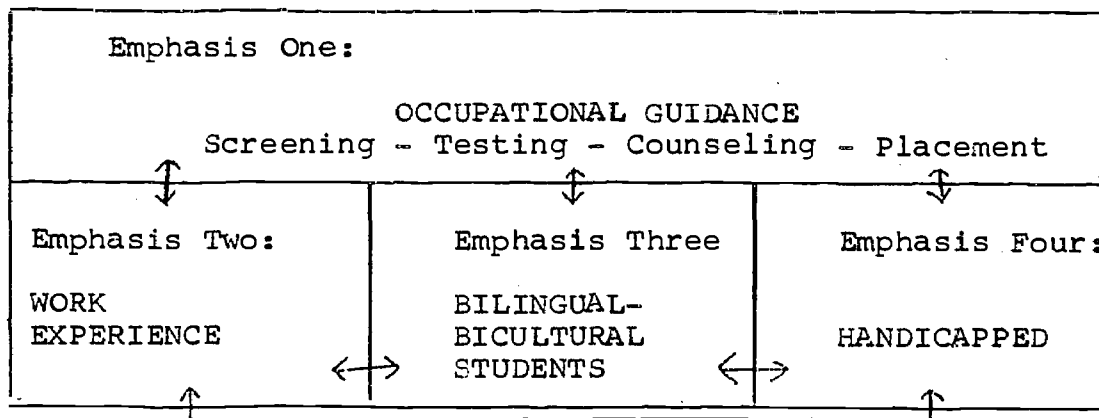 Emphasis One:
OCCUPATIONAL GUIDANCE
Screening - Testing - Counseling - Placement
Emphasis Two:
WORK
EXPERIENCE
Emphasis Three
BILINGUAL-
BICULTURAL
STUDENTS
Emphasis Four:
HANDICAPPED